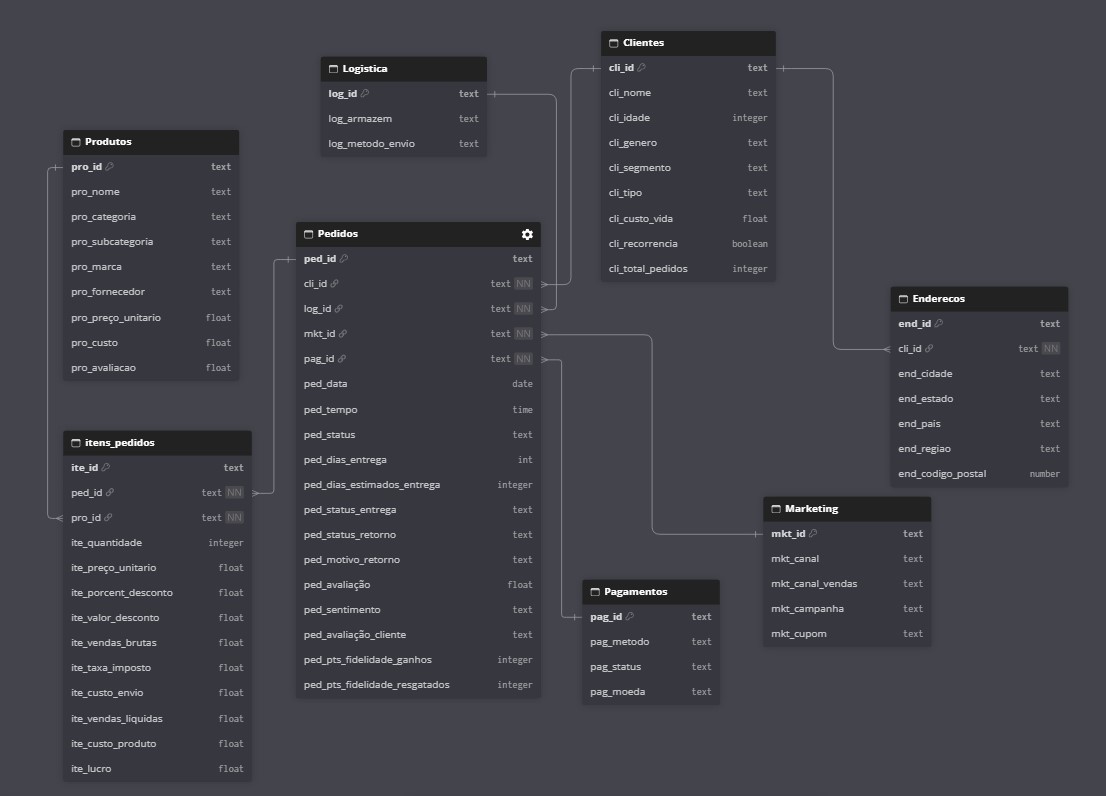 Clientes
cli_id text
cli_nome text
cli_idade integer
cli_genero text
cli_segmento text
cli_tipo text
cli_custo_vida float
cli_recorrencia boolean
cli_total_pedidos integer
Logistica
log_id text
log_armazem text
log_metodo_envio text
Produtos
pro_id text
pro_nome text
pro_categoria text
pro_subcategoria text
pro_marca text
pro_fornecedor text
pro_preço_unitario float
pro_custo float
pro_avaliacao float
Pedidos
ped_id text
cli_id text NN
log_id text NN
mkt_id text NN
pag_id text NN
ped_data date
ped_tempo time
ped_status text
ped_dias_entrega int
ped_dias_estimados_entrega integer
ped_status_entrega text
ped_status_retorno text
ped_motivo_retorno text
ped_avaliação float
ped_sentimento text
ped_avaliação_cliente text
ped_pts_fidelidade_ganhos integer
ped_pts_fidelidade_resgatados integer
Enderecos
end_id text
cli_id text NN
end_cidade text
end_estado text
end_pais text
end_regiao text
end_codigo_postal number
itens_pedidos
ite_id text
ped_id text NN
pro_id text NN
ite_quantidade integer
ite_preço_unitario float
ite_porcent_desconto float
ite_valor_desconto float
ite_vendas_brutas float
ite_taxa_imposto float
ite_custo_envio float
ite_vendas_liquidas float
ite_custo_produto float
ite_lucro float
Marketing
mkt_id text
mkt_canal text
mkt_canal_vendas text
mkt_campanha text
mkt_cupom text
Pagamentos
pag_id text
pag_metodo text
pag_status text
pag_moeda text